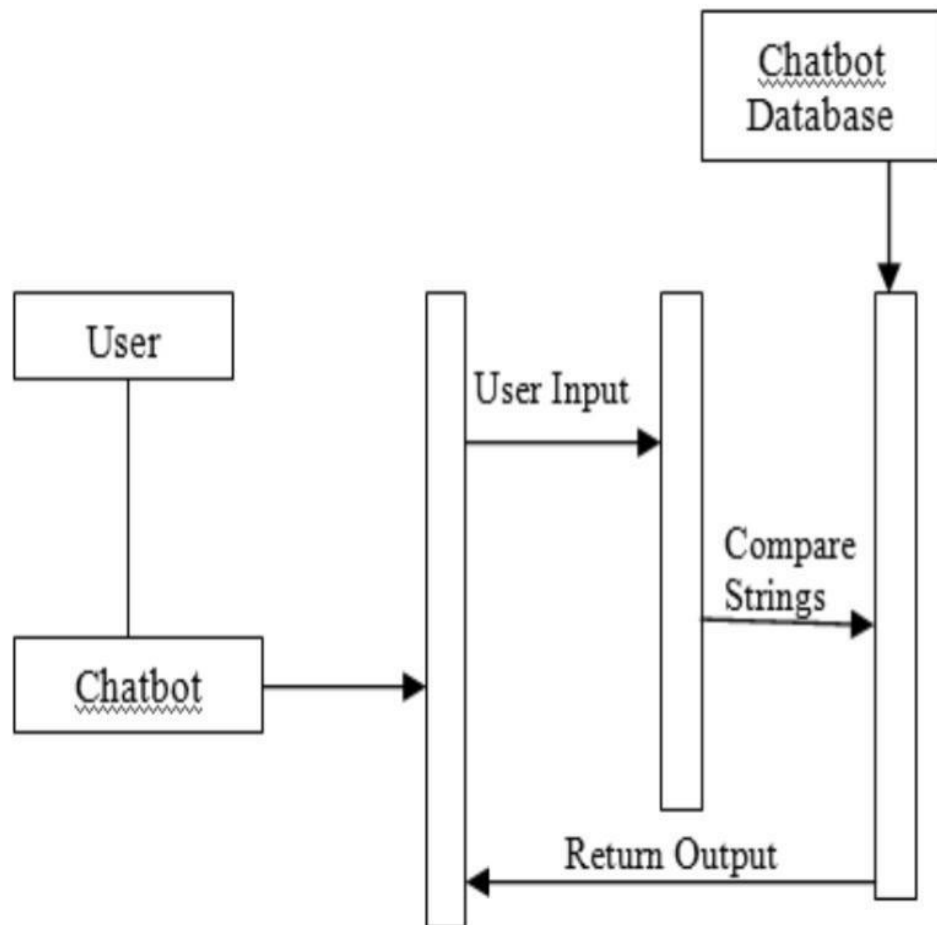 Chatbot
Database
User
User Input
Compare
Strings
Chatbot
Return Output